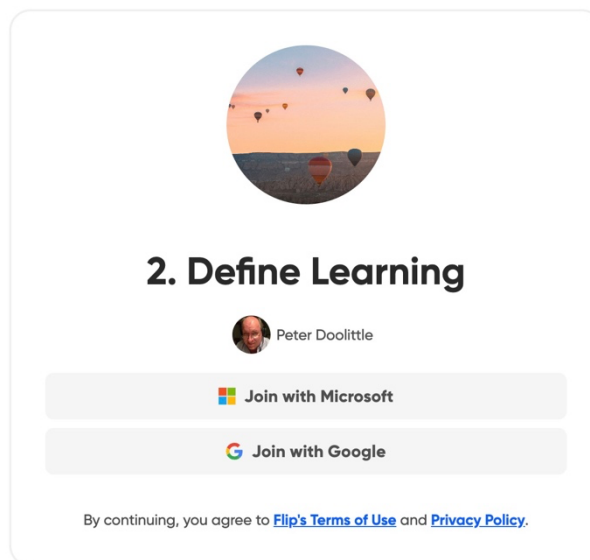 2. Define Learning
Peter Doolittle
Join with Microsoft
Join with Google
By continuing, you agree to Flip's Terms of Use and Privacy Policy.